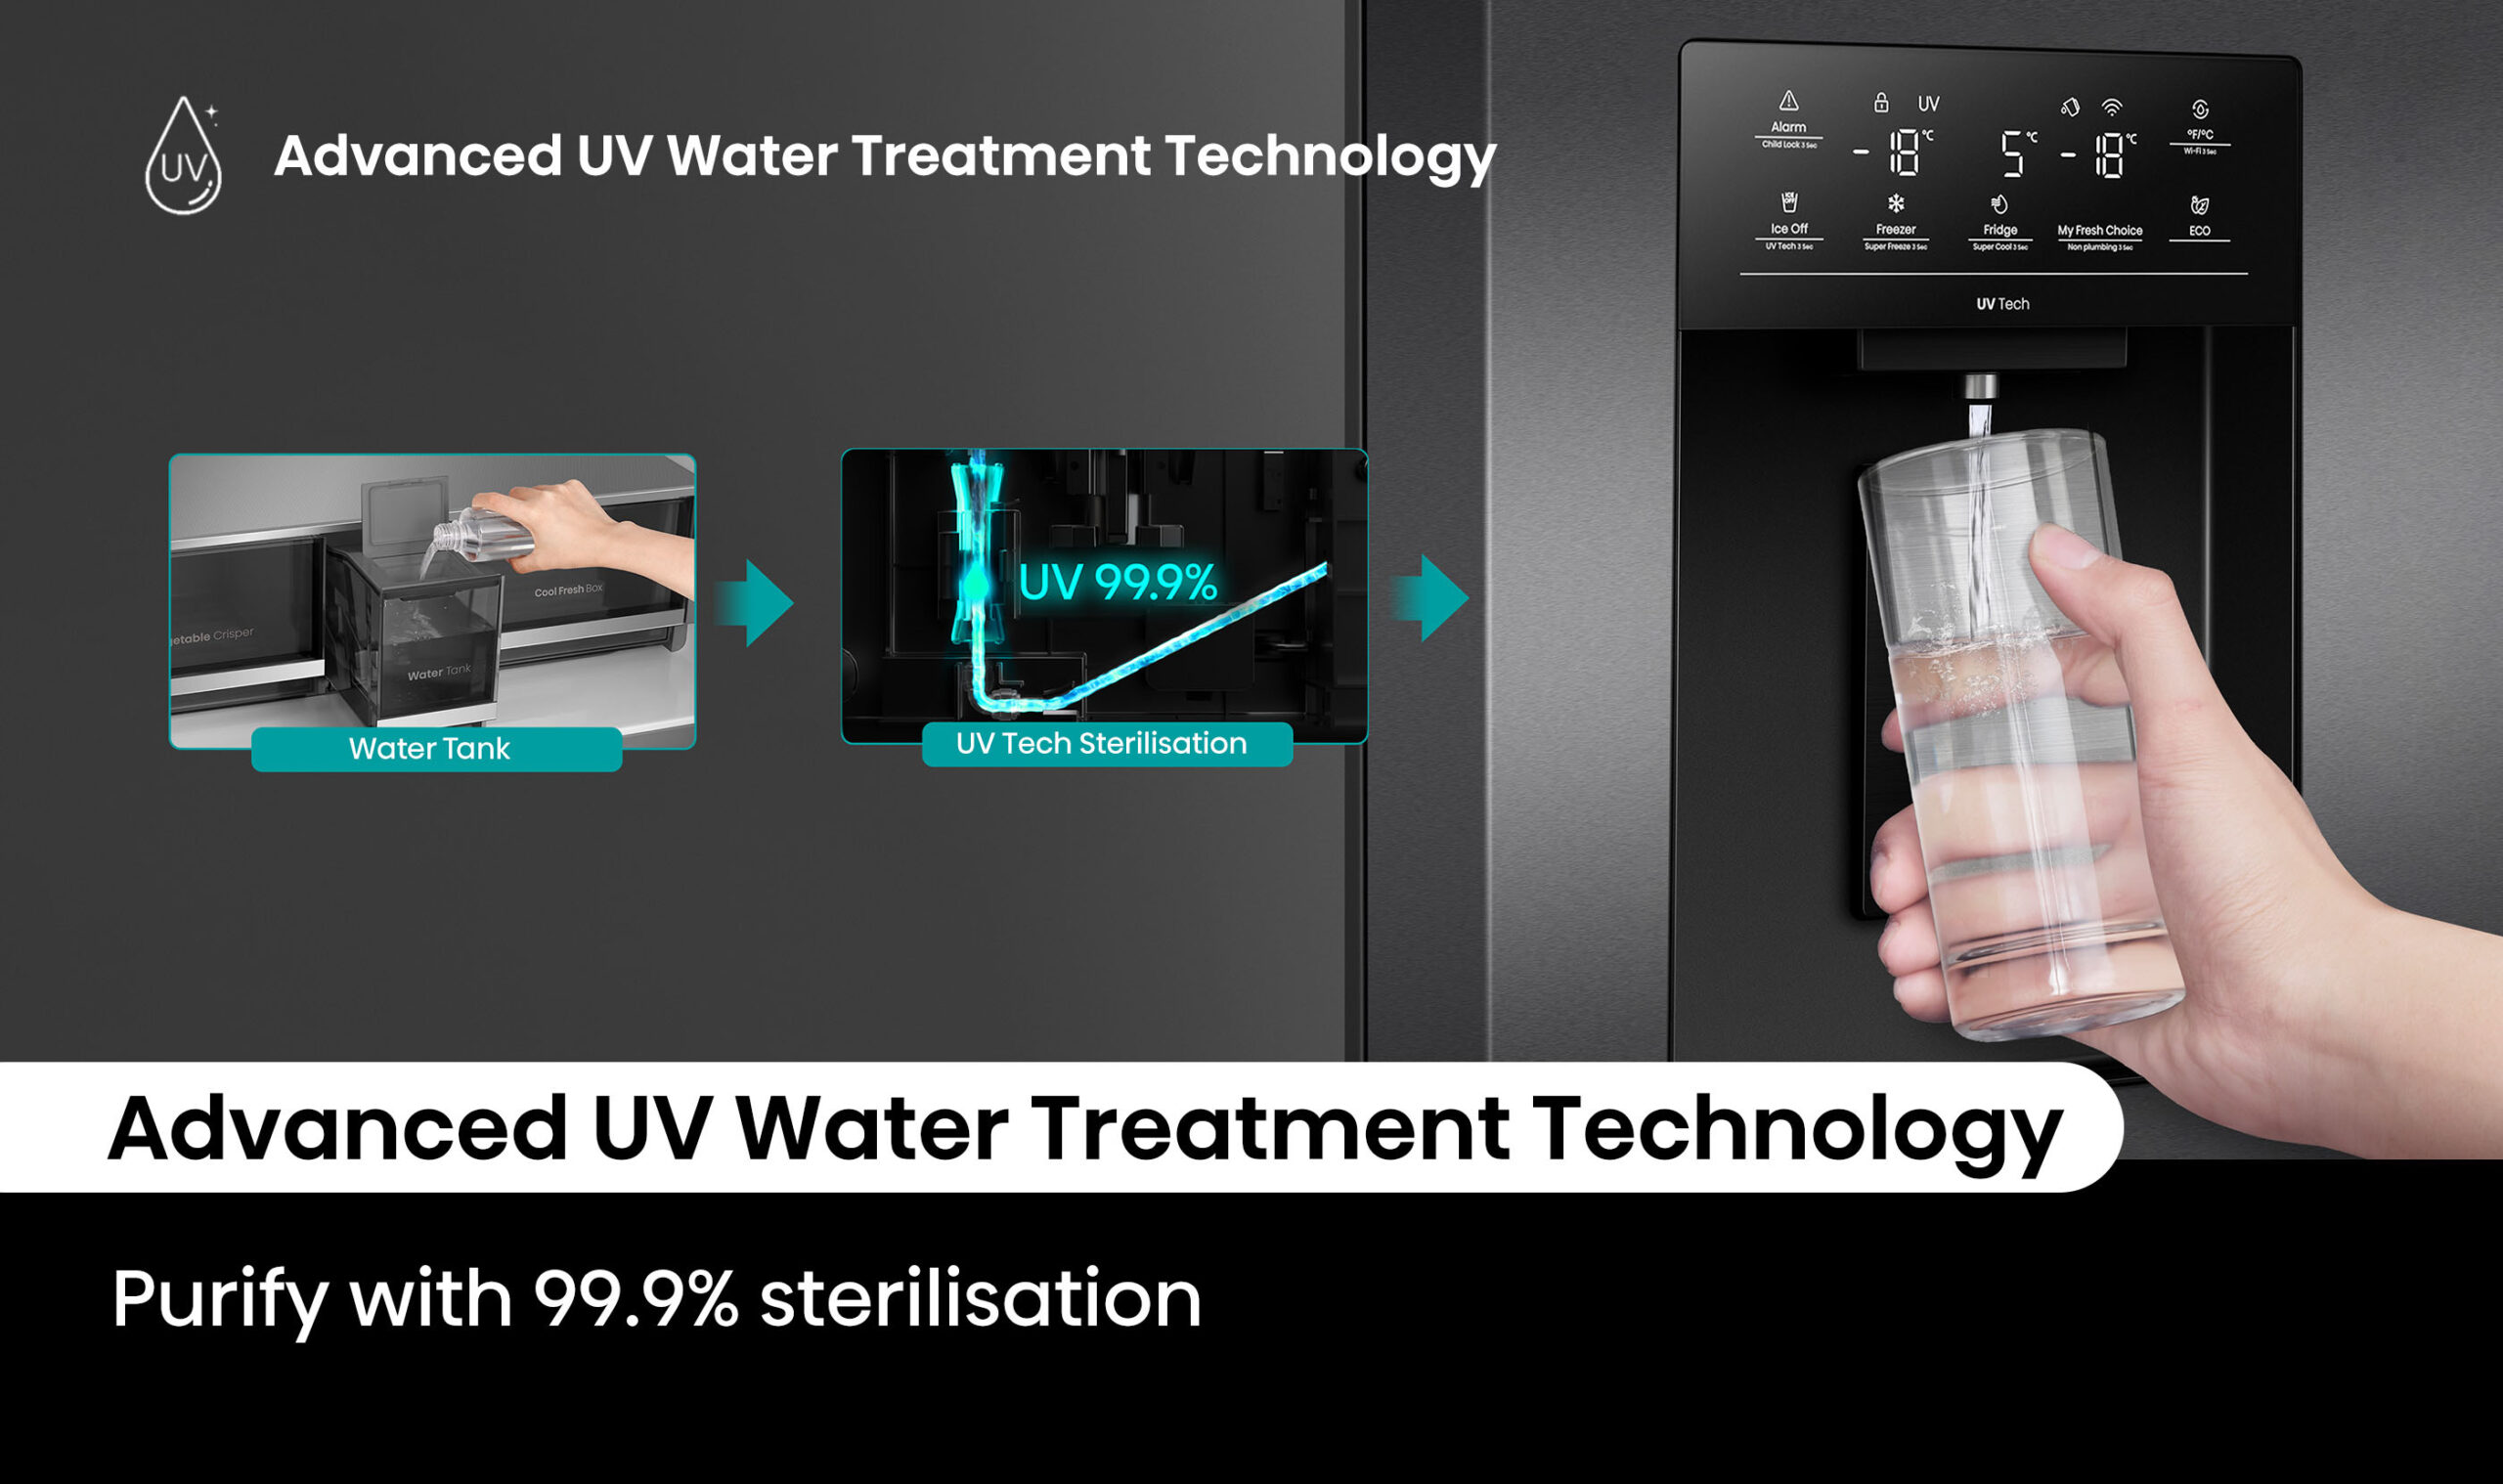 UV
Advanced UV Water Treatment Technology
Alarm
Child Lock 3 Sec
UV
-18°C
5°C
-18°C
°F/°C
Wi-Fi 3 Sec
ICE OFF
Ice Off
UV Tech 3 Sec
Freezer
Super Freeze 3 Sec
Fridge
Super Cool 3 Sec
My Fresh Choice
Non plumbing 3 Sec
ECO
UV Tech
etable Crisper
Water Tank
Cool Fresh Box
Water Tank
UV 99.9%
UV Tech Sterilisation
Advanced UV Water Treatment Technology
Purify with 99.9% sterilisation